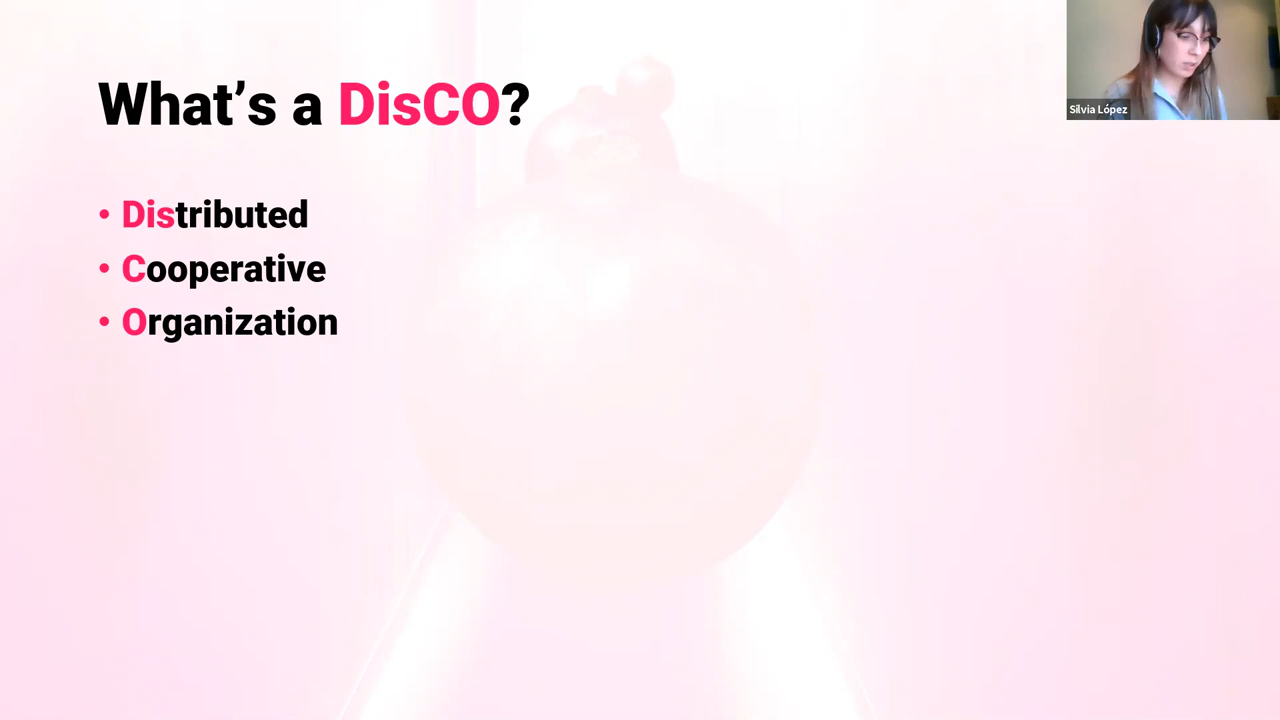 What’s a DisCO?
• Distributed
• Cooperative
• Organization
Silvia López